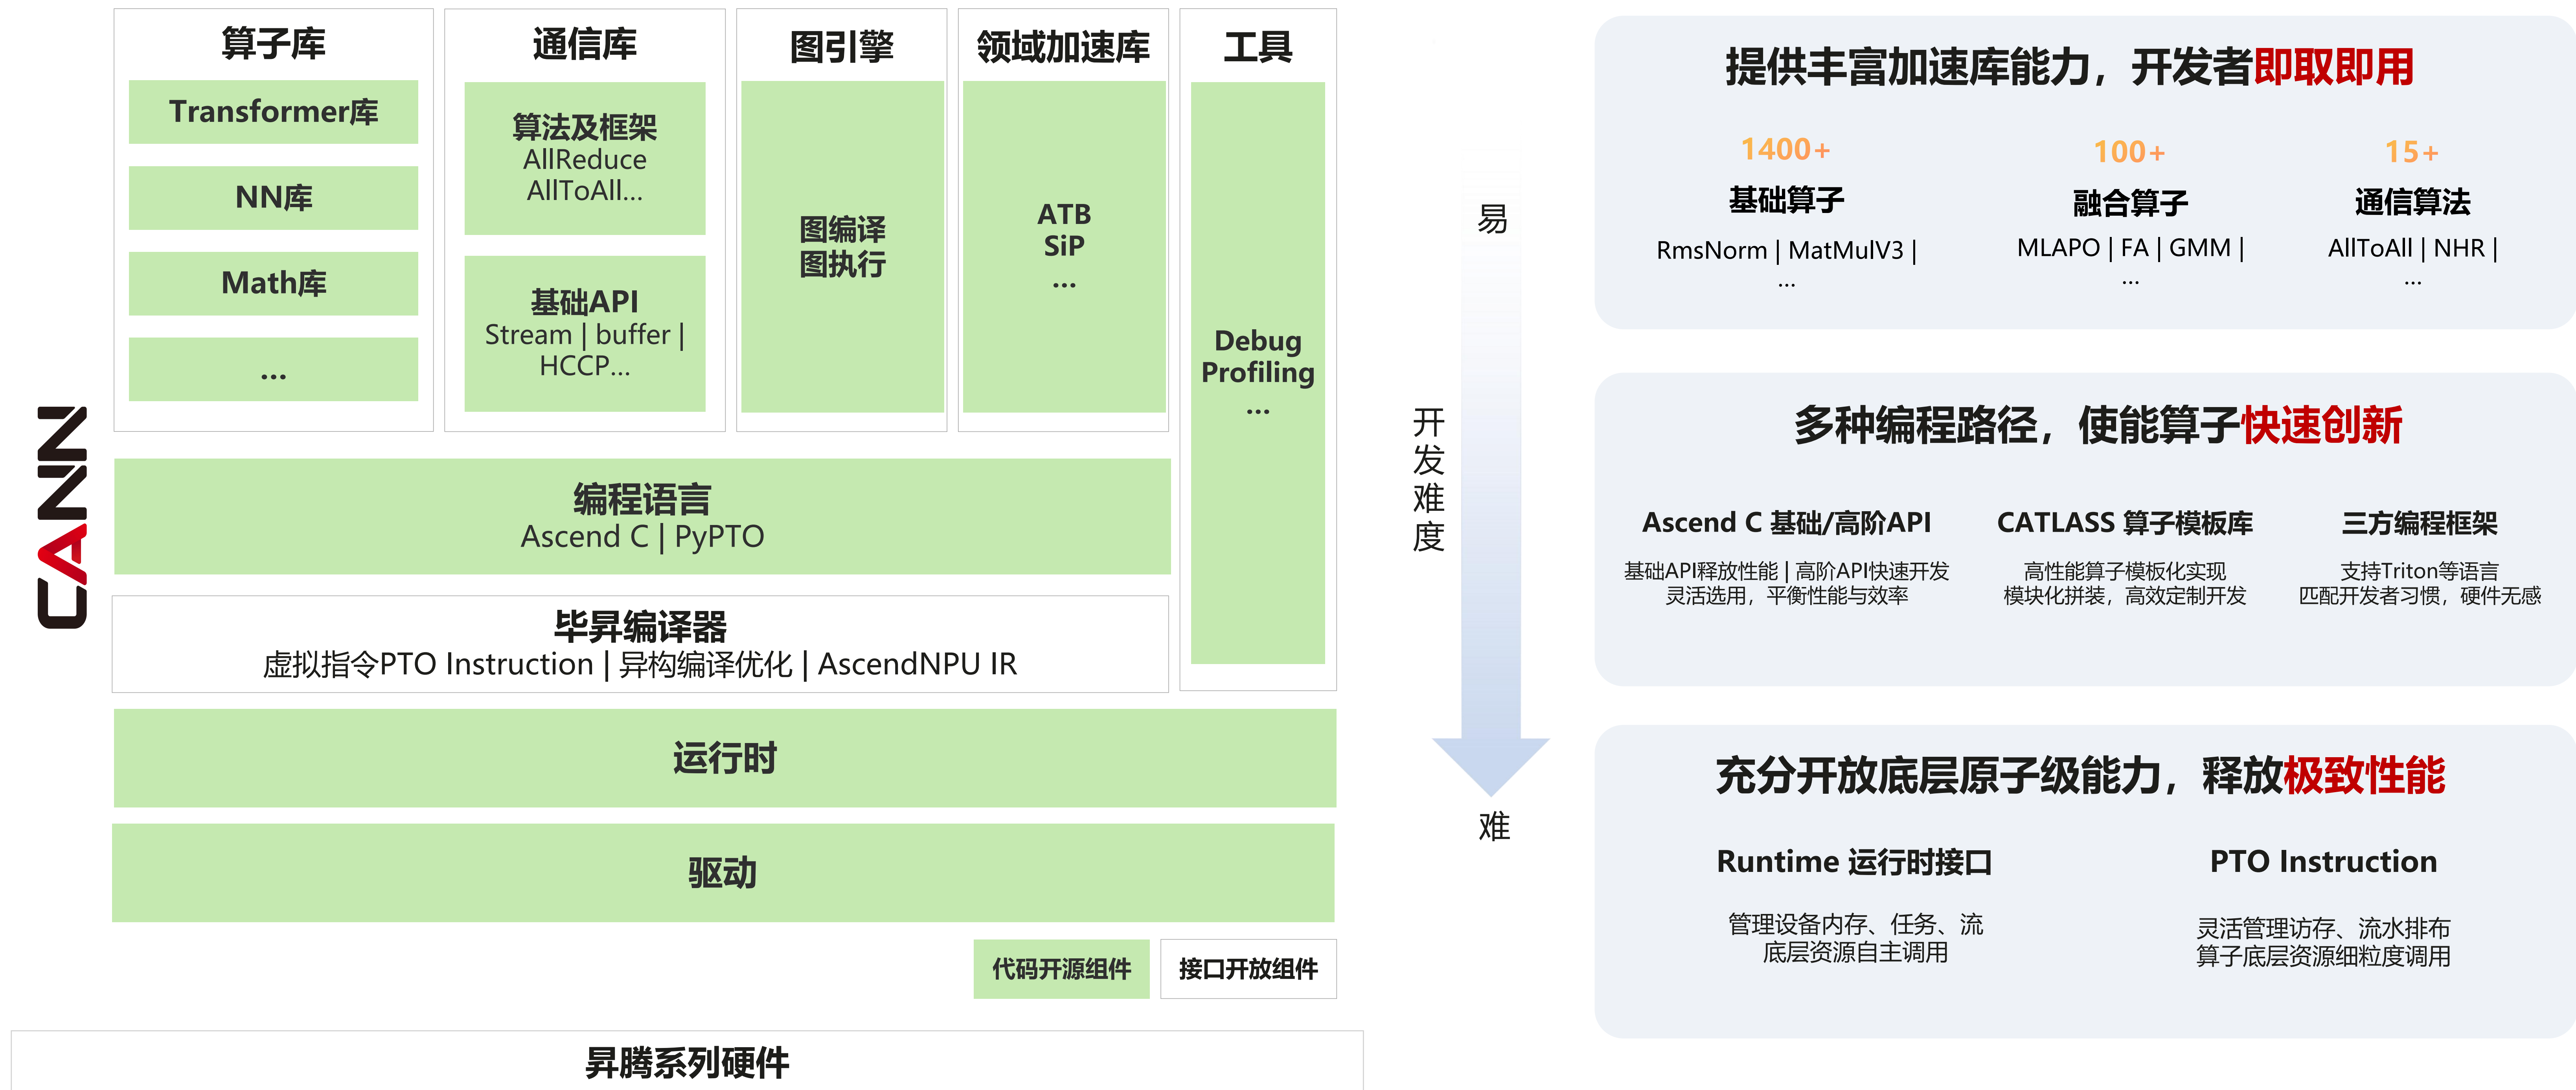 CANN
算子库
Transformer库
NN库
Math库
...
通信库
算法及框架
AllReduce
AllToAll...
基础API
Stream | buffer |
HCCP...
图引擎
图编译
图执行
领域加速库
ATB
SiP
...
工具
Debug
Profiling
...
编程语言
Ascend C | PyPTO
毕昇编译器
虚拟指令PTO Instruction | 异构编译优化 | AscendNPU IR
运行时
驱动
代码开源组件
接口开放组件
昇腾系列硬件
易
开发难度
难
提供丰富加速库能力，开发者即取即用
1400+
基础算子
RmsNorm | MatMulV3 |
...
100+
融合算子
MLAPO | FA | GMM |
...
15+
通信算法
AllToAll | NHR |
...
多种编程路径，使能算子快速创新
Ascend C 基础/高阶API
基础API释放性能 | 高阶API快速开发
灵活选用，平衡性能与效率
CATLASS 算子模板库
高性能算子模板化实现
模块化拼装，高效定制开发
三方编程框架
支持Triton等语言
匹配开发者习惯，硬件无感
充分开放底层原子级能力，释放极致性能
Runtime 运行时接口
管理设备内存、任务、流
底层资源自主调用
PTO Instruction
灵活管理访存、流水排布
算子底层资源细粒度调用